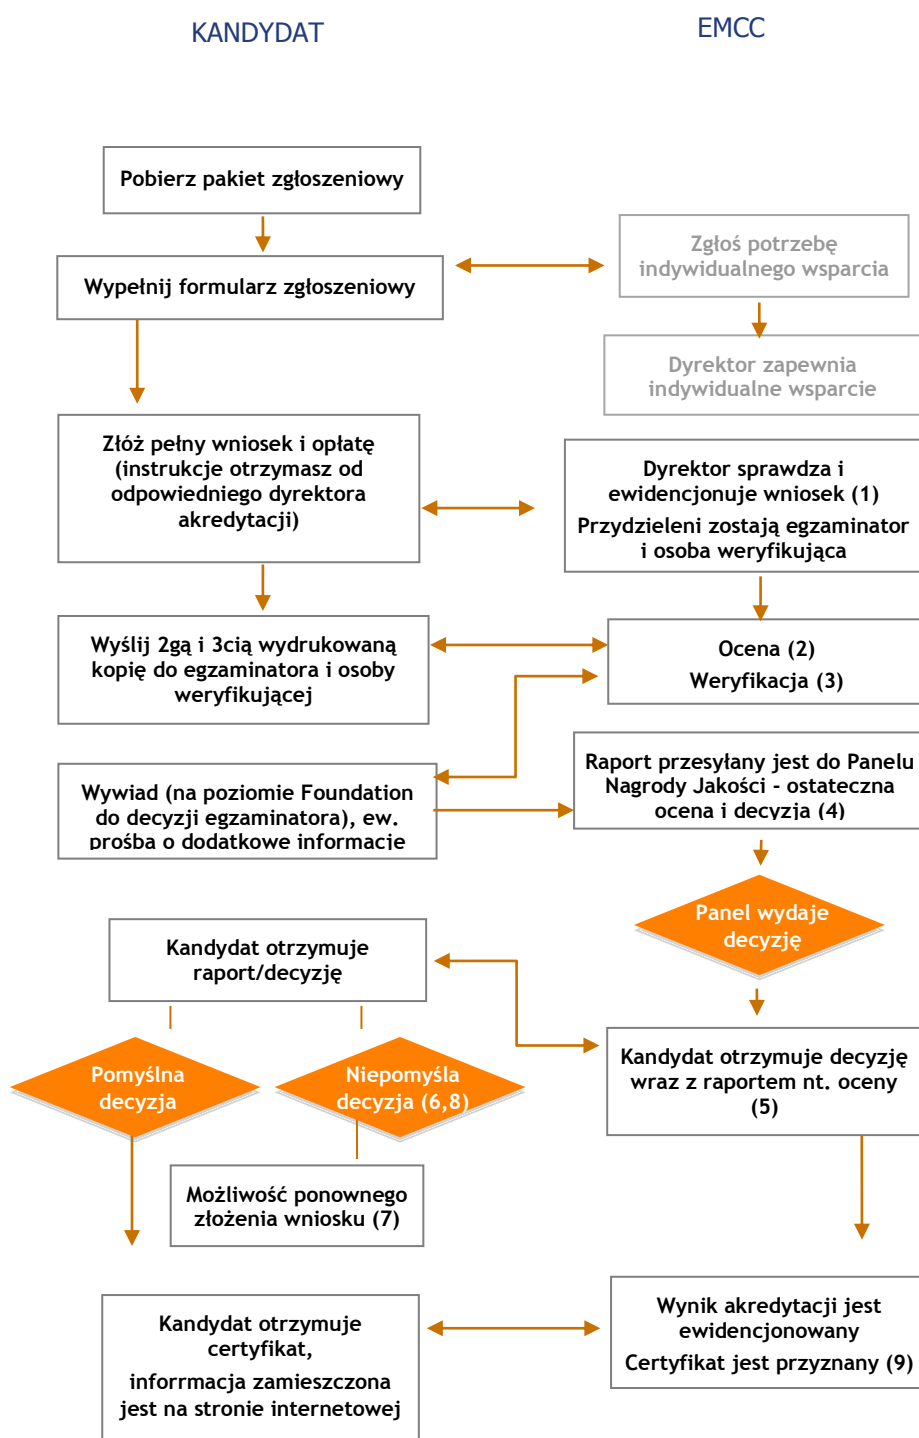 KANDYDAT
EMCC
Pobierz pakiet zgłoszeniowy
Zgłoś potrzebę
indywidualnego wsparcia
Wypełnij formularz zgłoszeniowy
Dyrektor zapewnia
indywidualne wsparcie
Złóż pełny wniosek i opłatę
(instrukcje otrzymasz od
odpowiedniego dyrektora
akredytacji)
Dyrektor sprawdza i
ewidencjonuje wniosek (1)
Przydzieleni zostają egzaminator
i osoba weryfikująca
Wyślij 2gą i 3cią wydrukowaną
kopię do egzaminatora i osoby
weryfikującej
Ocena (2)
Weryfikacja (3)
Wywiad (na poziomie Foundation
do decyzji egzaminatora), ew.
prośba o dodatkowe informacje
Raport przesyłany jest do Panelu
Nagrody Jakości - ostateczna
ocena i decyzja (4)
Panel wydaje
decyzję
Kandydat otrzymuje
raport/decyzję
Kandydat otrzymuje decyzję
wraz z raportem nt. oceny
(5)
Pomyślna
decyzja
Niepomyśla
decyzja (6,8)
Możliwość ponownego
złożenia wniosku (7)
Kandydat otrzymuje
certyfikat,
inforrmacja zamieszczona
jest na stronie internetowej
Wynik akredytacji jest
ewidencjonowany
Certyfikat jest przyznany (9)